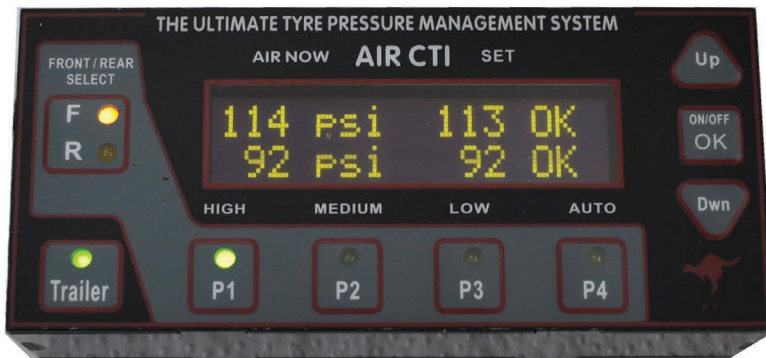 THE ULTIMATE TYRE PRESSURE MANAGEMENT SYSTEM
FRONT / REAR
SELECT
AIR NOW AIR CTI SET
Up
F
R
114 psi 113 OK
92 psi 92 OK
ON/OFF
OK
HIGH MEDIUM LOW AUTO
Dwn
Trailer P1 P2 P3 P4